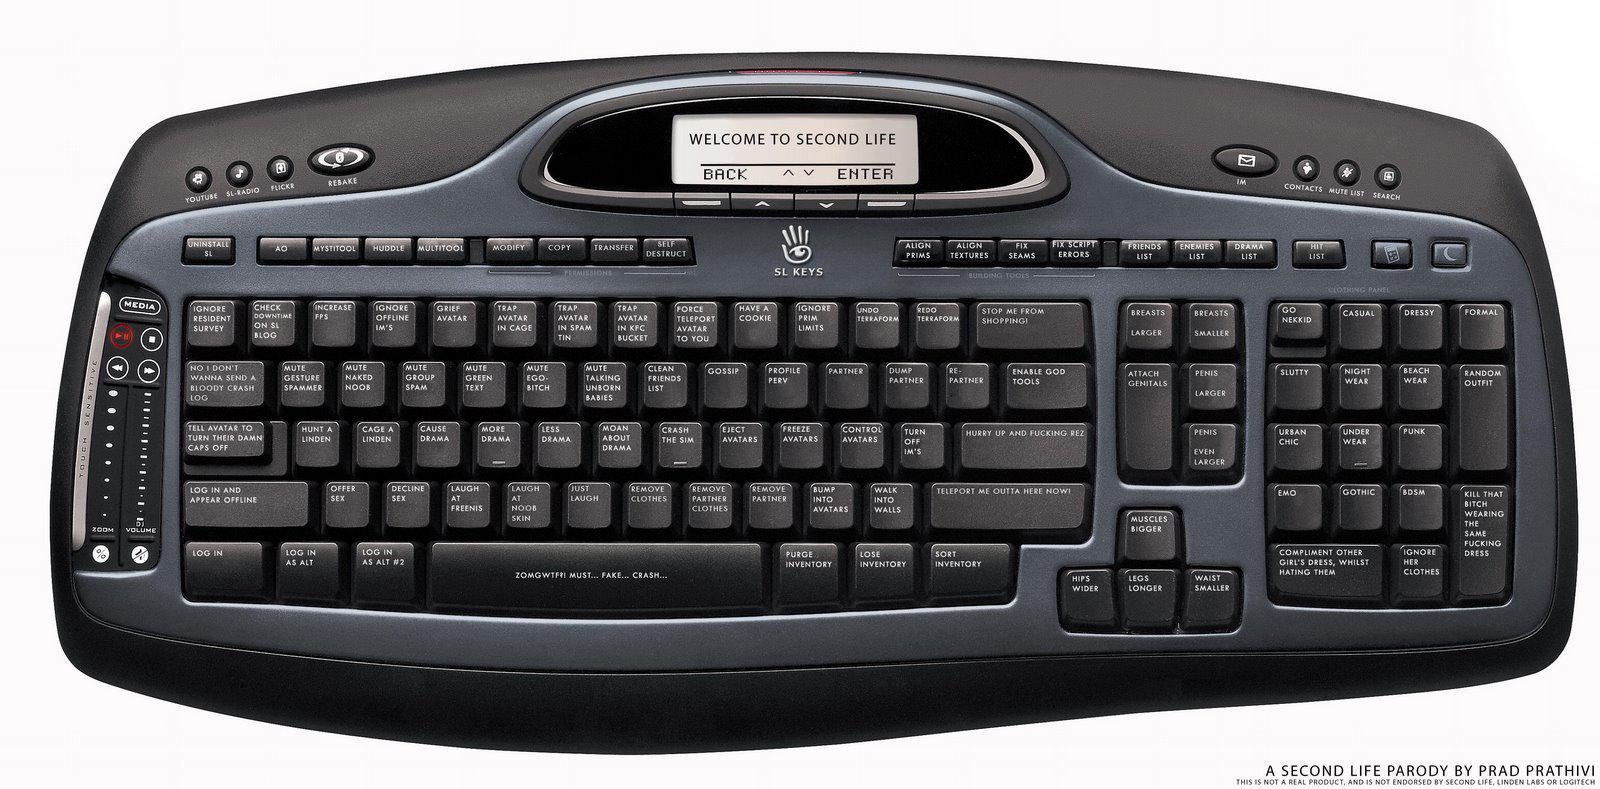 WELCOME TO SECOND LIFE
BACK ^ v ENTER
YOUTUBE
SL-RADIO
FLICKR
REBAKE
IM
CONTACTS
MUTE LIST
SEARCH
UNINSTALL
SL
AO
MYSTITOOL
HUDDLE
MULTITOOL
MODIFY
COPY
TRANSFER
SELF
DESTRUCT
PERMISSIONS
SL KEYS
ALIGN
PRIMS
ALIGN
TEXTURES
FIX
SEAMS
FIX SCRIPT
ERRORS
BUILDING TOOLS
FRIENDS
LIST
ENEMIES
LIST
DRAMA
LIST
HIT
LIST
CLOTHING PANEL
MEDIA
TOUCH SENSITIVE
ZOOM
VOLUME
%
IGNORE
RESIDENT
SURVEY
CHECK
DOWNTIME
ON SL
BLOG
INCREASE
FPS
IGNORE
OFFLINE
IM'S
GRIEF
AVATAR
TRAP
AVATAR
IN CAGE
TRAP
AVATAR
IN SPAM
TIN
TRAP
AVATAR
IN KFC
BUCKET
FORCE
TELEPORT
AVATAR
TO YOU
HAVE A
COOKIE
IGNORE
PRIM
LIMITS
UNDO
TERRAFORM
REDO
TERRAFORM
STOP ME FROM
SHOPPING!
NO I DON'T
WANNA SEND A
BLOODY CRASH
LOG
MUTE
GESTURE
SPAMMER
MUTE
NAKED
NOOB
MUTE
GROUP
SPAM
MUTE
GREEN
TEXT
MUTE
EGO-
BITCH
MUTE
TALKING
UNBORN
BABIES
CLEAN
FRIENDS
LIST
GOSSIP
PROFILE
PERV
PARTNER
DUMP
PARTNER
RE-
PARTNER
ENABLE GOD
TOOLS
TELL AVATAR TO
TURN THEIR DAMN
CAPS OFF
HUNT A
LINDEN
CAGE A
LINDEN
CAUSE
DRAMA
MORE
DRAMA
LESS
DRAMA
MOAN
ABOUT
DRAMA
CRASH
THE SIM
EJECT
AVATARS
FREEZE
AVATARS
CONTROL
AVATARS
TURN
OFF
IM'S
HURRY UP AND FUCKING REZ
LOG IN AND
APPEAR OFFLINE
OFFER
SEX
DECLINE
SEX
LAUGH
AT
FREENIS
LAUGH
AT
NOOB
SKIN
JUST
LAUGH
REMOVE
CLOTHES
REMOVE
PARTNER
CLOTHES
REMOVE
PARTNER
BUMP
INTO
AVATARS
WALK
INTO
WALLS
TELEPORT ME OUTTA HERE NOW!
LOG IN
LOG IN
AS ALT
LOG IN
AS ALT #2
ZOMGWTF?! MUST... FAKE... CRASH...
PURGE
INVENTORY
LOSE
INVENTORY
SORT
INVENTORY
BREASTS
LARGER
BREASTS
SMALLER
ATTACH
GENITALS
PENIS
LARGER
PENIS
EVEN
LARGER
MUSCLES
BIGGER
HIPS
WIDER
LEGS
LONGER
WAIST
SMALLER
GO
NEKKID
CASUAL
DRESSY
FORMAL
SLUTTY
NIGHT
WEAR
BEACH
WEAR
RANDOM
OUTFIT
URBAN
CHIC
UNDER
WEAR
PUNK
EMO
GOTHIC
BDSM
KILL THAT
BITCH
WEARING
THE
SAME
FUCKING
DRESS
COMPLIMENT OTHER
GIRL'S DRESS, WHILST
HATING THEM
IGNORE
HER
CLOTHES
A SECOND LIFE PARODY BY PRAD PRATHIVI
THIS IS NOT A REAL PRODUCT, AND IS NOT ENDORSED BY SECOND LIFE, LINDEN LABS OR LOGITECH